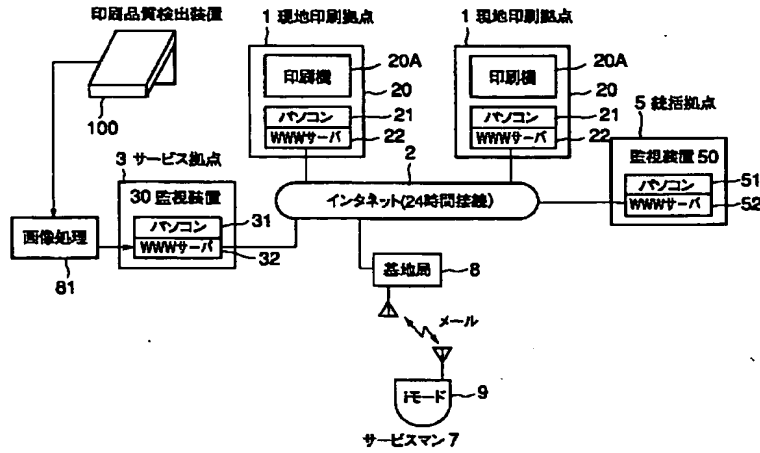 印刷品質検出装置
100
1 現地印刷拠点
20A
印刷機
20
パソコン
21
WWWサーバ
22
1 現地印刷拠点
20A
印刷機
20
パソコン
21
WWWサーバ
22
5 統括拠点
監視装置 50
パソコン
51
WWWサーバ
52
3 サービス拠点
30 監視装置
パソコン
31
WWWサーバ
32
2
インタネット(24時間接続)
画像処理
81
基地局
8
メール
iモード
9
サービスマン 7